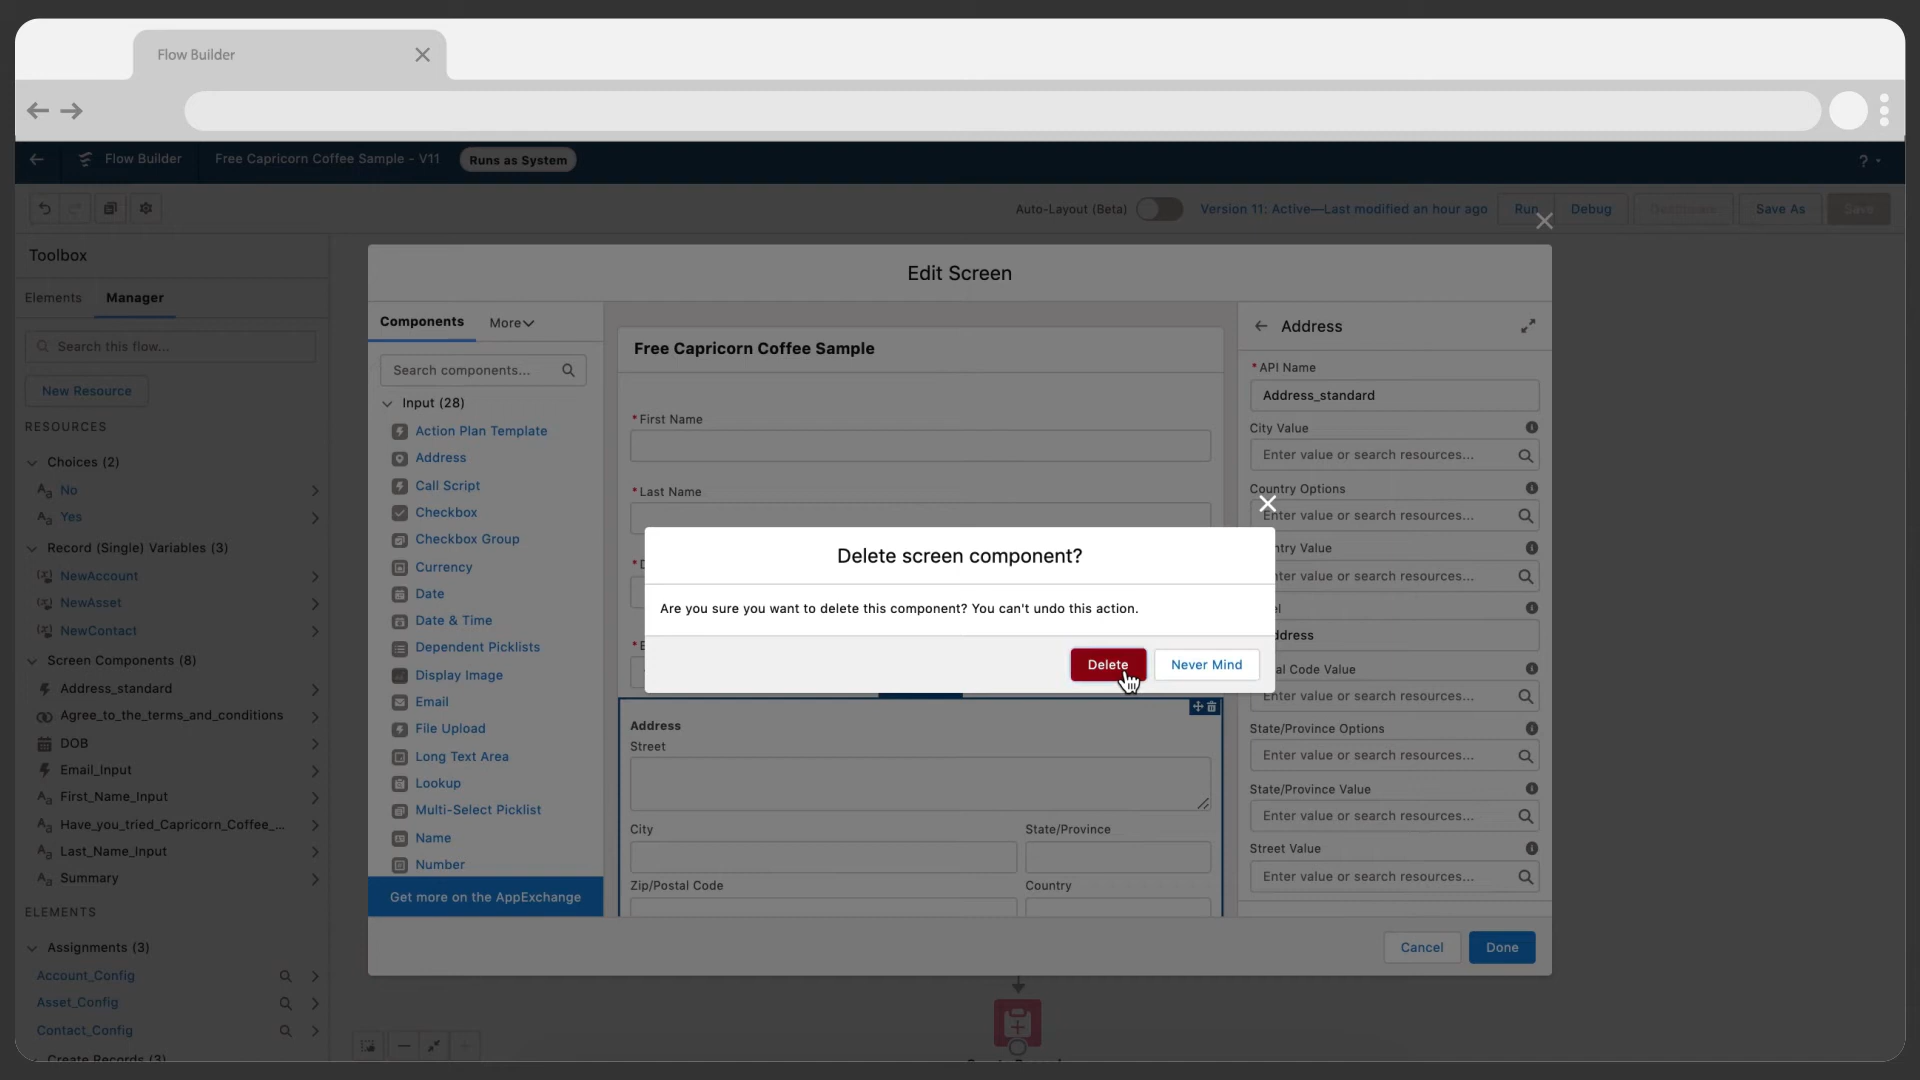 Flow Builder
Flow Builder
Free Capricorn Coffee Sample - V11
Runs as System
?
Auto-Layout (Beta)
Version 11: Active—Last modified an hour ago
Run
Debug
Save As
Save
Toolbox
Elements
Manager
Search this flow...
New Resource
RESOURCES
Choices (2)
No
Yes
Record (Single) Variables (3)
NewAccount
NewAsset
NewContact
Screen Components (8)
Address_standard
Agree_to_the_terms_and_conditions
DOB
Email_Input
First_Name_Input
Have_you_tried_Capricorn_Coffee_...
Last_Name_Input
Summary
ELEMENTS
Assignments (3)
Account_Config
Asset_Config
Contact_Config
Create Records (3)
Edit Screen
Components
More
Search components...
Input (28)
Action Plan Template
Address
Call Script
Checkbox
Checkbox Group
Currency
Date
Date & Time
Dependent Picklists
Display Image
Email
File Upload
Long Text Area
Lookup
Multi-Select Picklist
Name
Number
Get more on the AppExchange
Free Capricorn Coffee Sample
* First Name
* Last Name
Delete screen component?
Are you sure you want to delete this component? You can't undo this action.
Delete
Never Mind
Address
Street
City
State/Province
Zip/Postal Code
Country
Address
* API Name
Address_standard
City Value
Enter value or search resources...
Country Options
Enter value or search resources...
ntry Value
nter value or search resources...
el
ddress
al Code Value
Enter value or search resources...
State/Province Options
Enter value or search resources...
State/Province Value
Enter value or search resources...
Street Value
Enter value or search resources...
Cancel
Done